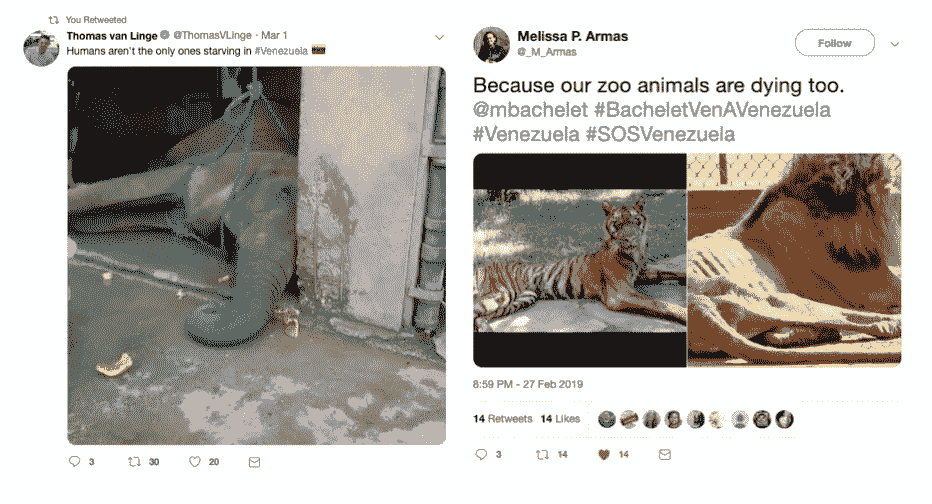 You Retweeted
Thomas van Linge @ThomasVLinge · Mar 1
Humans aren't the only ones starving in #Venezuela
3 30 20
Melissa P. Armas
@_M_Armas
Follow
Because our zoo animals are dying too.
@mbachelet #BacheletVenAVenezuela
#Venezuela #SOSVenezuela
8:59 PM - 27 Feb 2019
14 Retweets 14 Likes
3 14 14